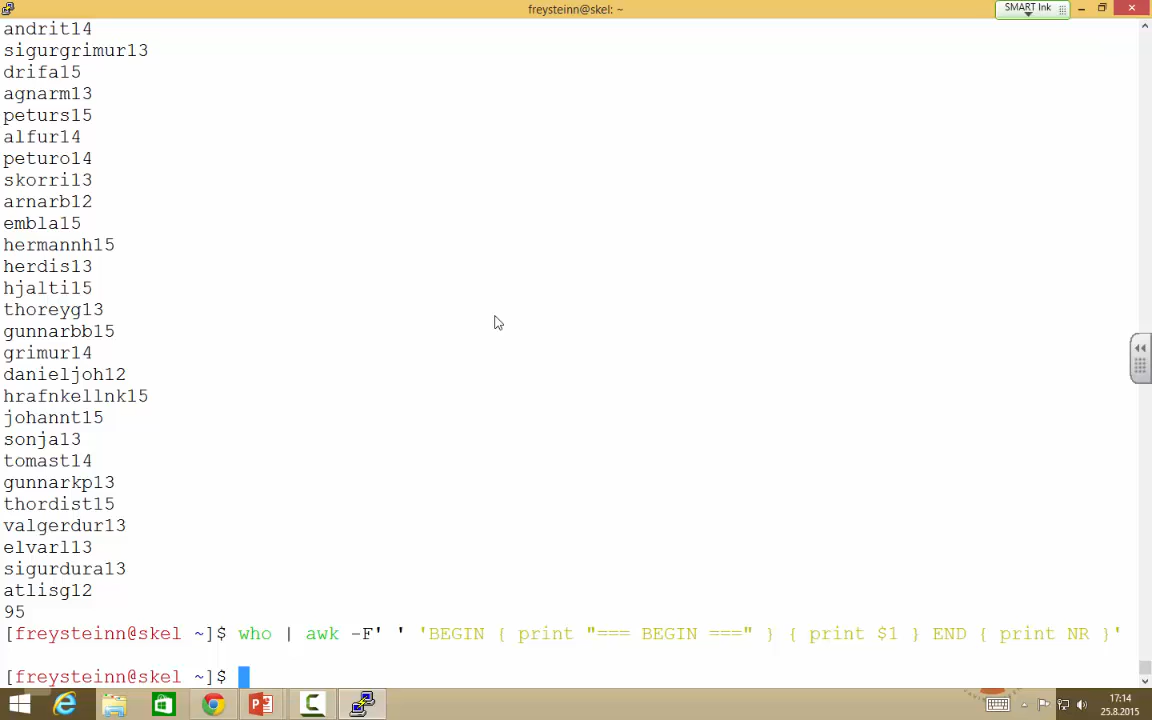 freysteinn@skel: ~
SMART Ink
andrit14
sigurgrimur13
drifa15
agnarm13
peturs15
alfur14
peturo14
skorri13
arnarb12
embla15
hermannh15
herdis13
hjalti15
thoreyg13
gunnarbb15
grimur14
danieljoh12
hrafnkellnk15
johannt15
sonja13
tomast14
gunnarkp13
thordist15
valgerdur13
elvarl13
sigurdura13
atlisg12
95
[freysteinn@skel ~]$ who | awk -F' ' 'BEGIN { print "=== BEGIN ===" } { print $1 } END { print NR }'
[freysteinn@skel ~]$
17:14
25.8.2015